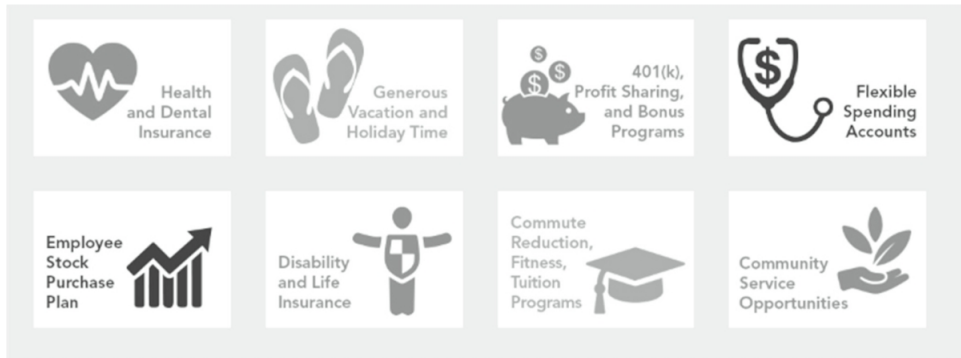 Health
and Dental
Insurance
Generous
Vacation and
Holiday Time
$
$
$
401(k),
Profit Sharing,
and Bonus
Programs
$
Flexible
Spending
Accounts
Employee
Stock
Purchase
Plan
Disability
and Life
Insurance
Commute
Reduction,
Fitness,
Tuition
Programs
Community
Service
Opportunities